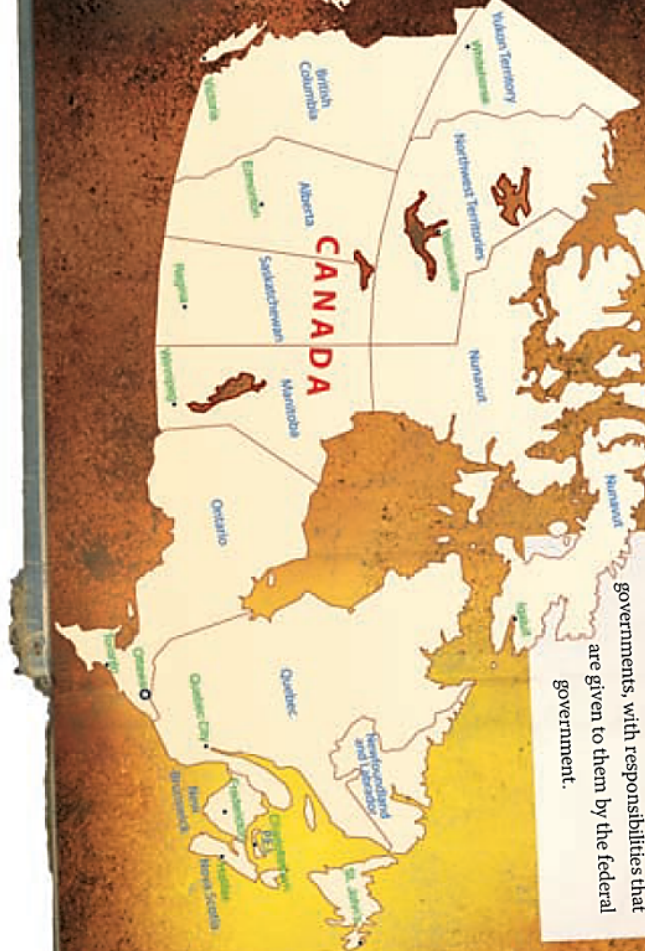 governments, with responsibilities that
are given to them by the federal
government.
Yukon Territory
Whitehorse
Northwest Territories
Yellowknife
Nunavut
Nunavut
Iqaluit
British
Columbia
Victoria
Alberta
Edmonton
CANADA
Saskatchewan
Regina
Manitoba
Winnipeg
Ontario
Toronto
Ottawa
Quebec
Quebec City
Newfoundland
and Labrador
St. John's
New
Brunswick
Fredericton
Charlottetown
P.E.I.
Halifax
Nova Scotia